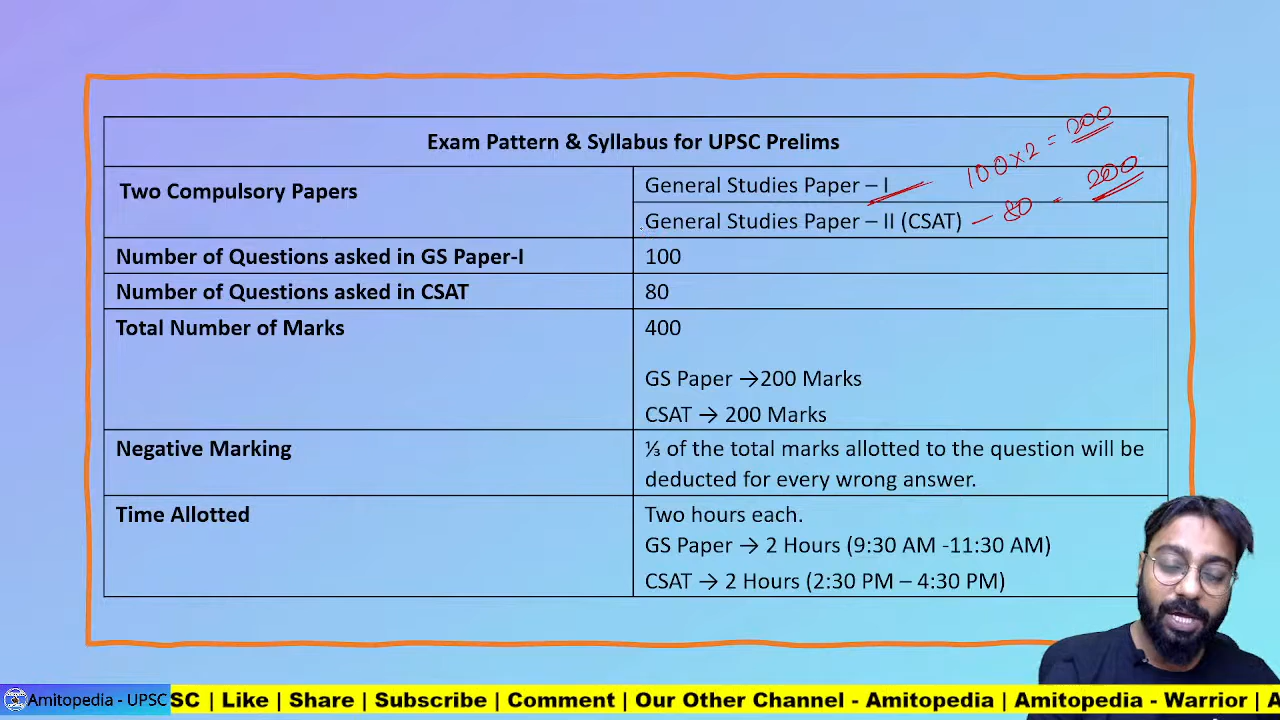 Exam Pattern & Syllabus for UPSC Prelims
100 x 2 = 200
Two Compulsory Papers
General Studies Paper – I
General Studies Paper – II (CSAT) – 80 = 200
Number of Questions asked in GS Paper-I 100
Number of Questions asked in CSAT 80
Total Number of Marks 400
GS Paper →200 Marks
CSAT → 200 Marks
Negative Marking ⅓ of the total marks allotted to the question will be
deducted for every wrong answer.
Time Allotted Two hours each.
GS Paper → 2 Hours (9:30 AM -11:30 AM)
CSAT → 2 Hours (2:30 PM – 4:30 PM)
Amitopedia - UPSC SC | Like | Share | Subscribe | Comment | Our Other Channel - Amitopedia | Amitopedia - Warrior | A